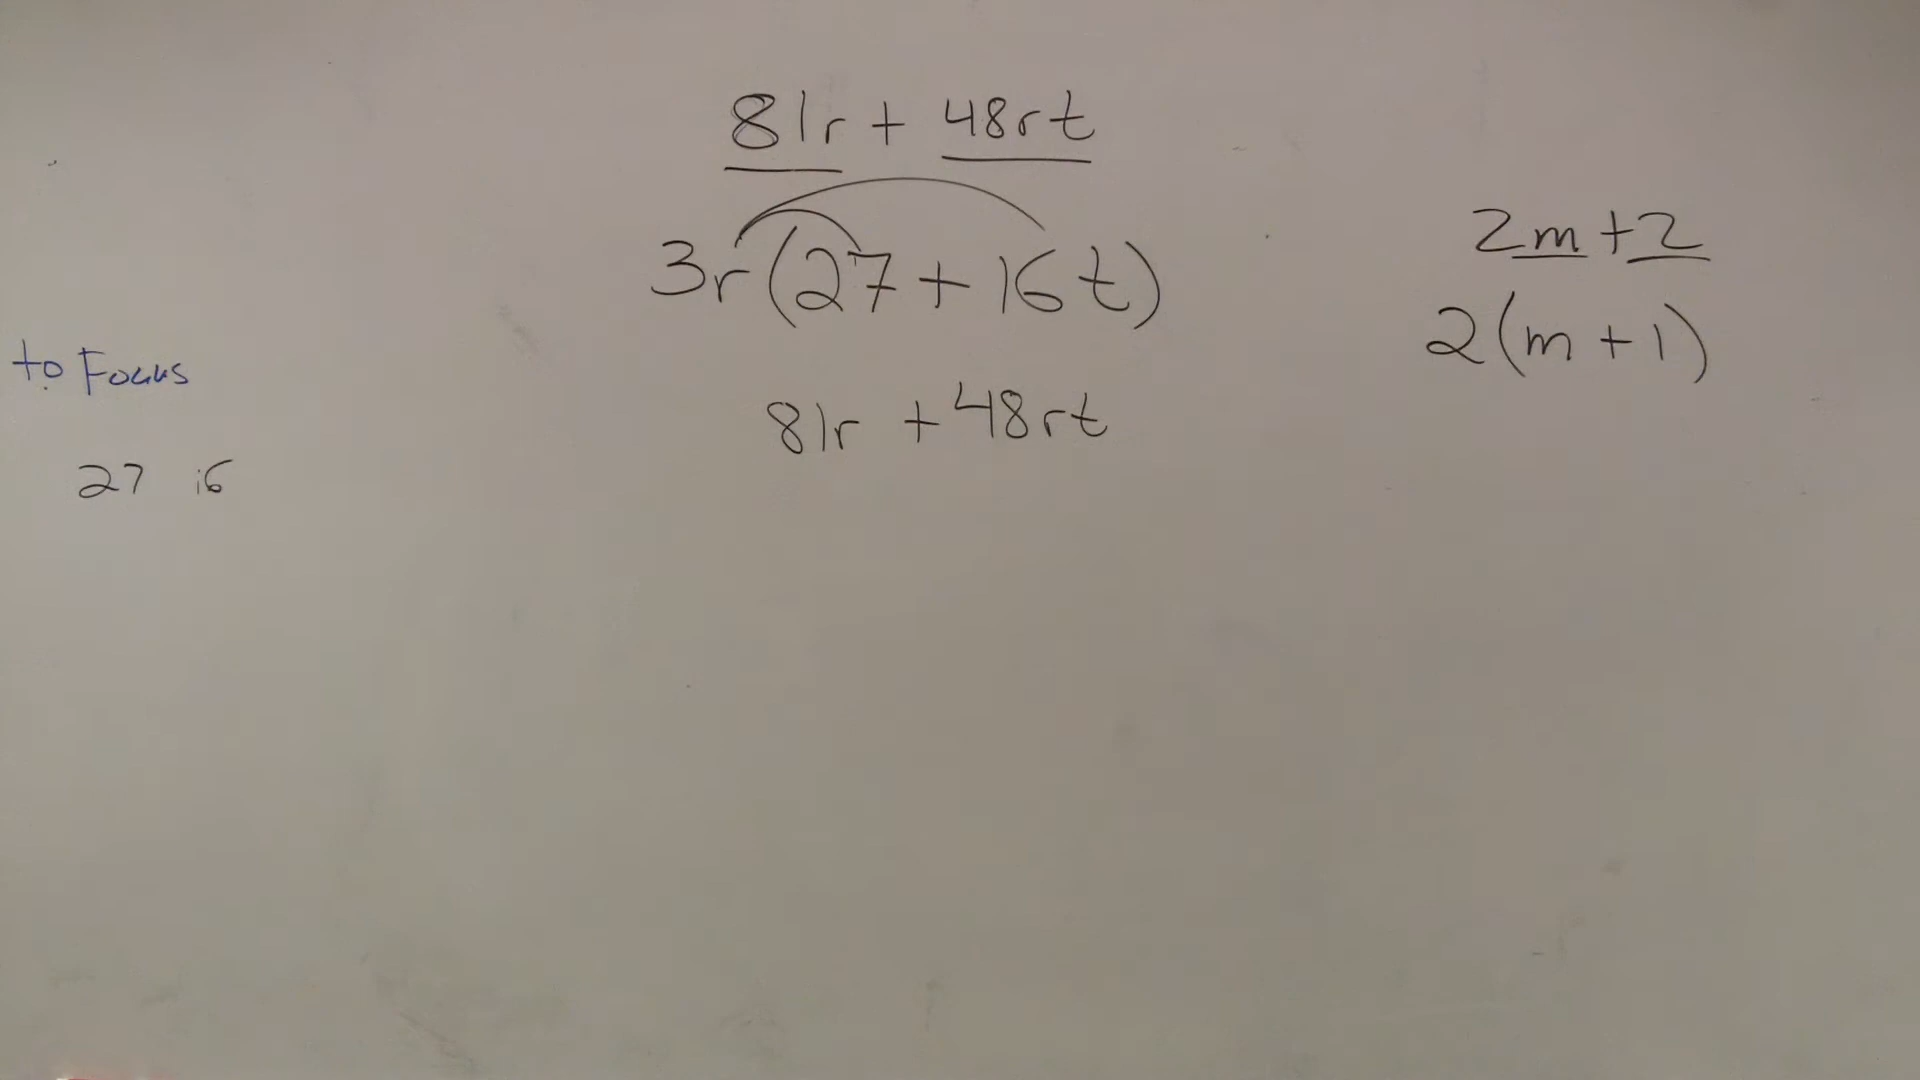 81r + 48rt
3r(27 + 16t)
81r + 48rt
2m + 2
2(m + 1)
to Focus
27 16